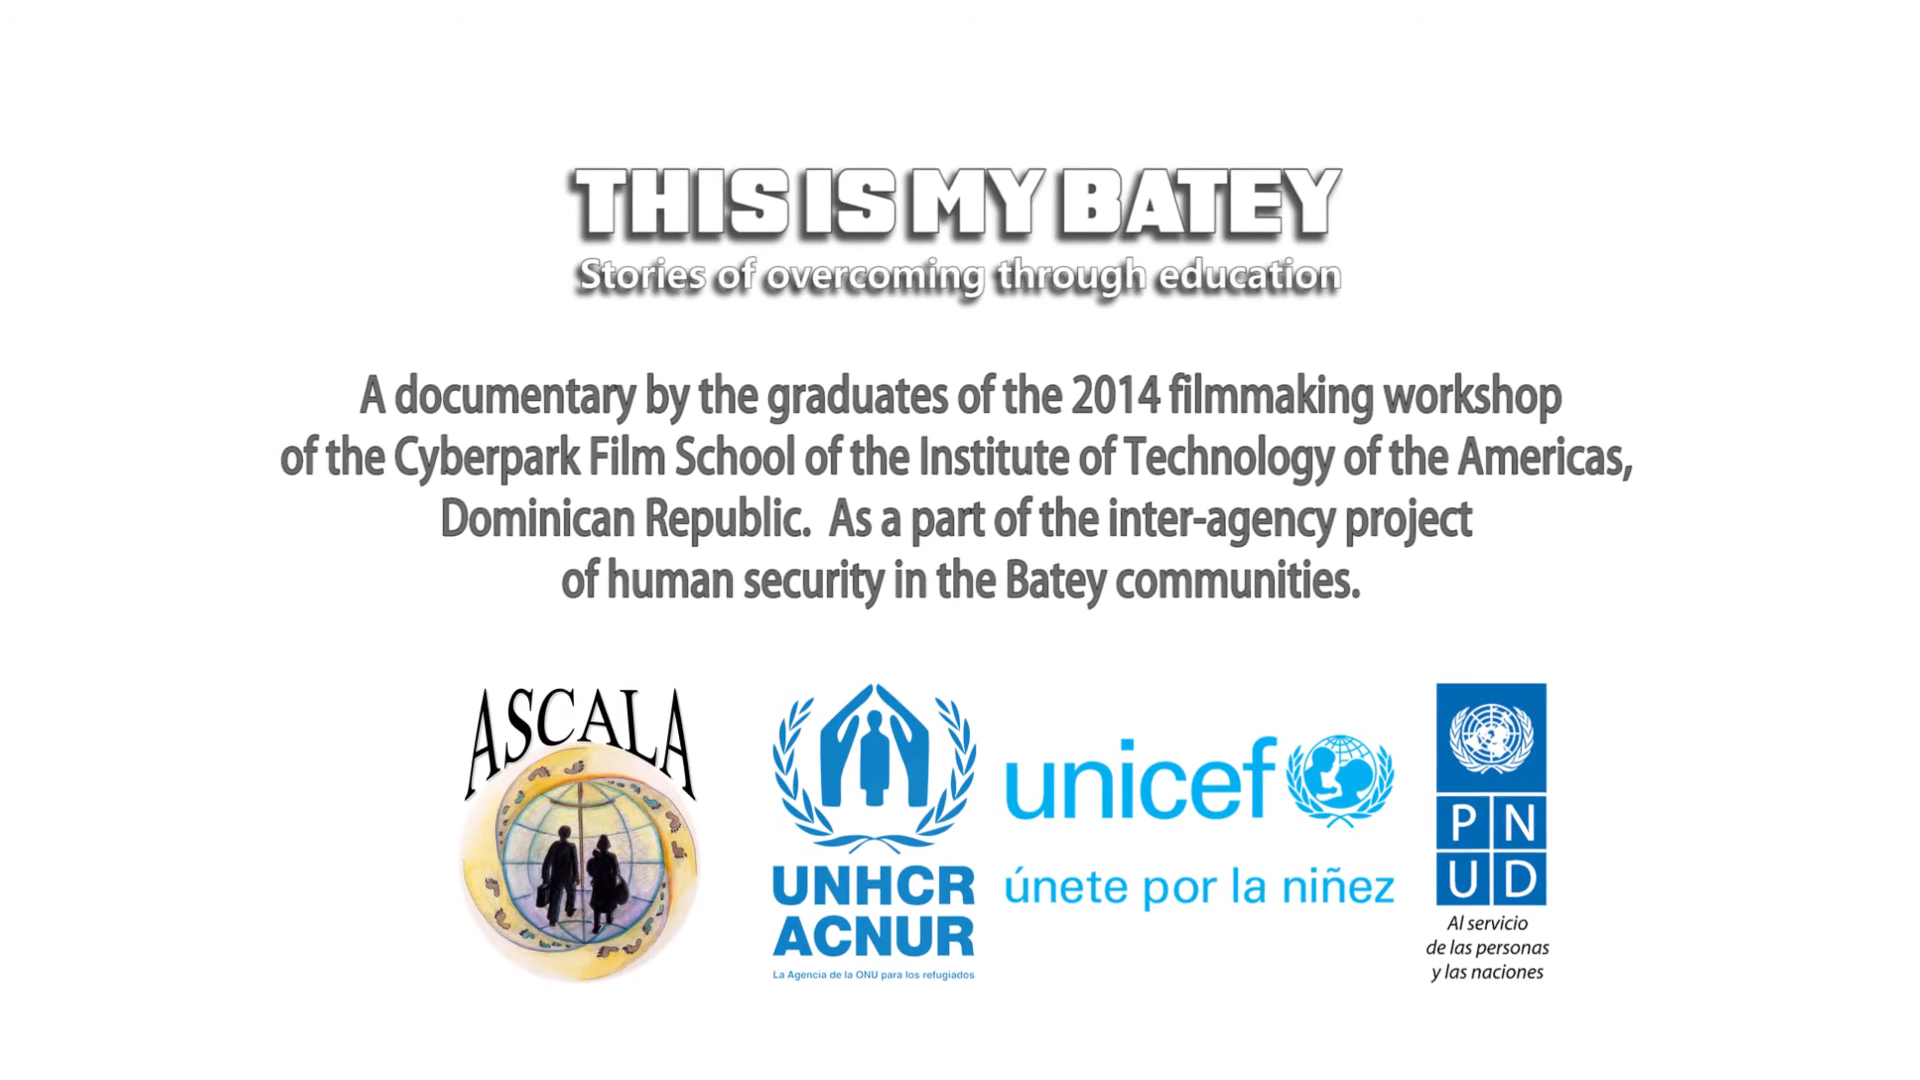 THIS IS MY BATEY
Stories of overcoming through education
A documentary by the graduates of the 2014 filmmaking workshop
of the Cyberpark Film School of the Institute of Technology of the Americas,
Dominican Republic.  As a part of the inter-agency project
of human security in the Batey communities.
ASCALA
UNHCR
ACNUR
La Agencia de la ONU para los refugiados
unicef
únete por la niñez
P N
U D
Al servicio
de las personas
y las naciones